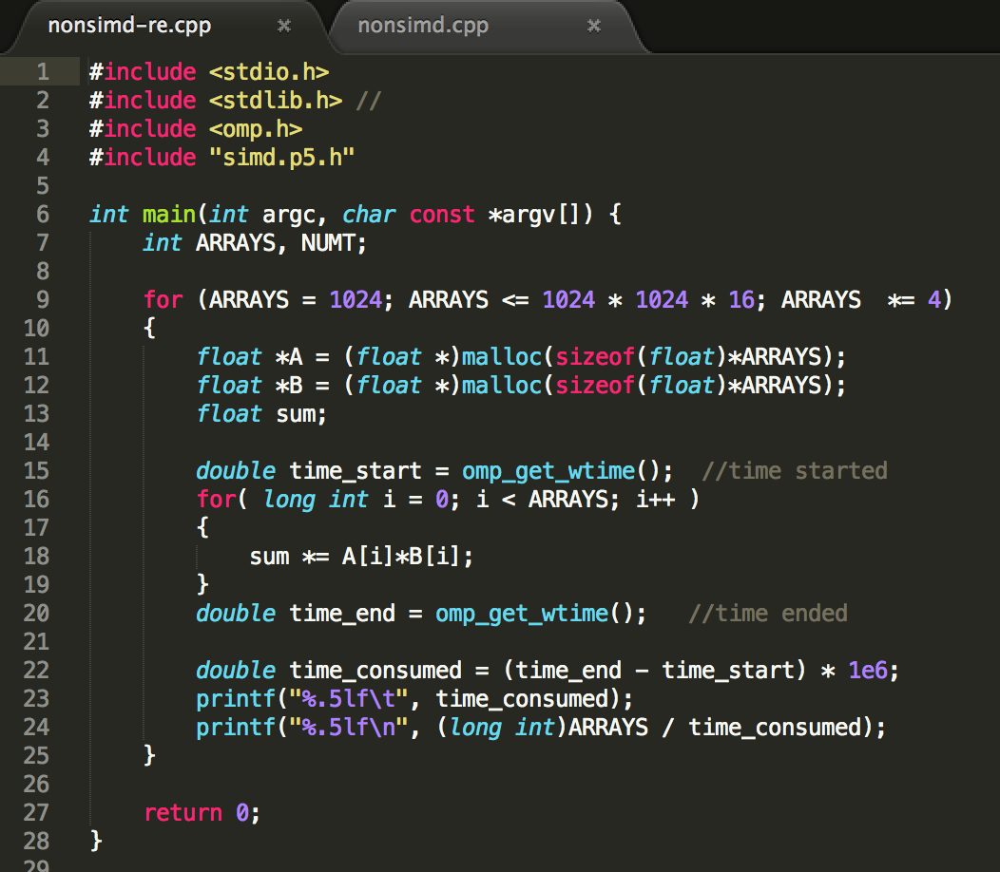 nonsimd-re.cpp × nonsimd.cpp ×
1 #include <stdio.h>
2 #include <stdlib.h> //
3 #include <omp.h>
4 #include "simd.p5.h"
5
6 int main(int argc, char const *argv[]) {
7     int ARRAYS, NUMT;
8
9     for (ARRAYS = 1024; ARRAYS <= 1024 * 1024 * 16; ARRAYS  *= 4)
10     {
11         float *A = (float *)malloc(sizeof(float)*ARRAYS);
12         float *B = (float *)malloc(sizeof(float)*ARRAYS);
13         float sum;
14
15         double time_start = omp_get_wtime();  //time started
16         for( long int i = 0; i < ARRAYS; i++ )
17         {
18             sum *= A[i]*B[i];
19         }
20         double time_end = omp_get_wtime();   //time ended
21
22         double time_consumed = (time_end - time_start) * 1e6;
23         printf("%.5lf\t", time_consumed);
24         printf("%.5lf\n", (long int)ARRAYS / time_consumed);
25     }
26
27     return 0;
28 }
29